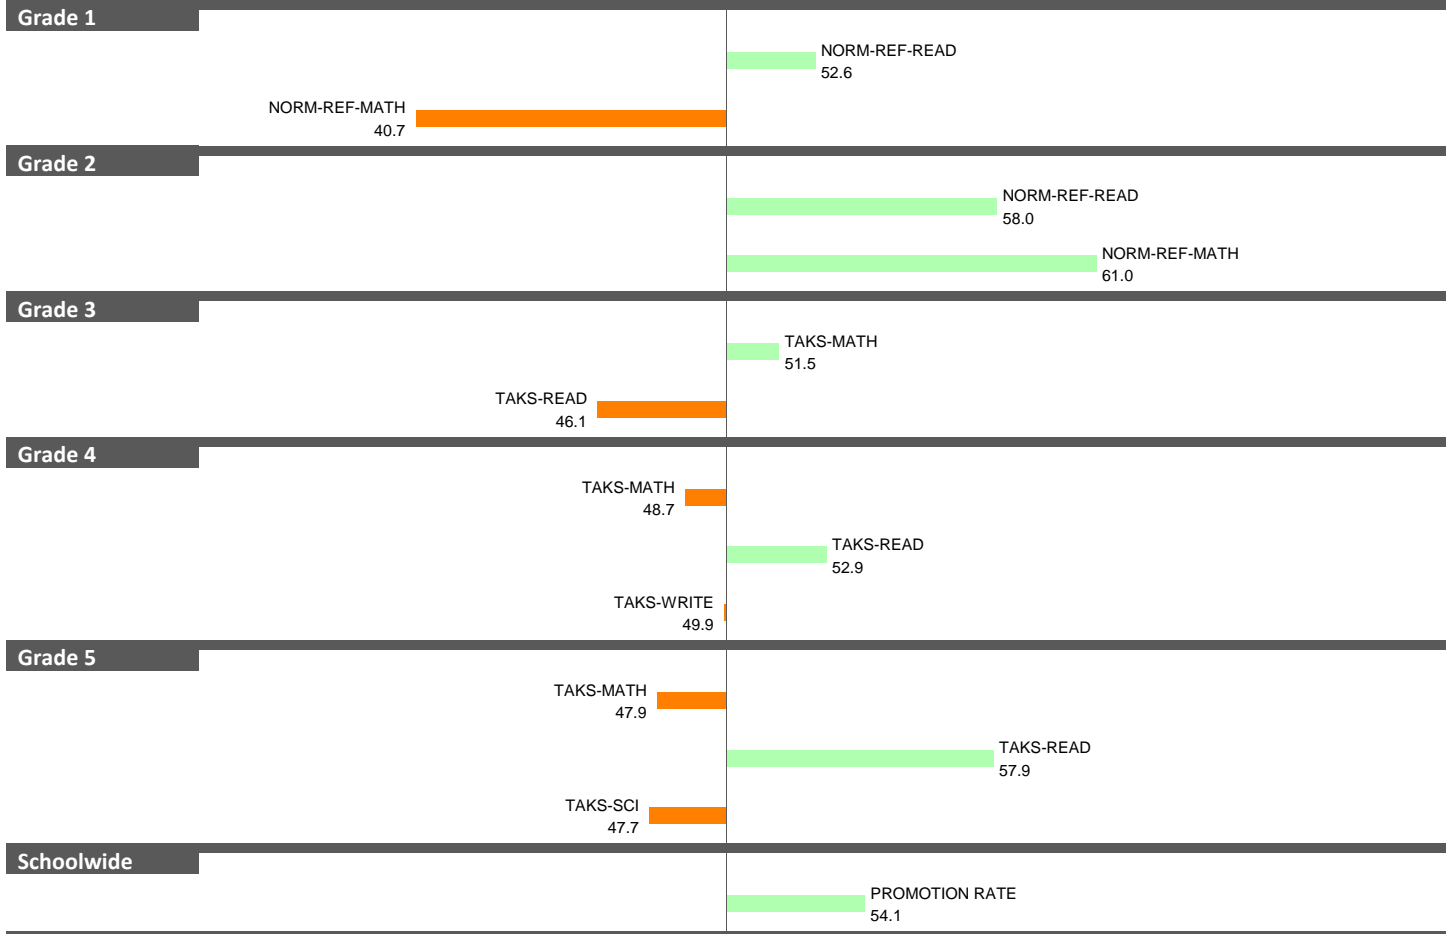 Grade 1
NORM-REF-READ
52.6
NORM-REF-MATH
40.7
Grade 2
NORM-REF-READ
58.0
NORM-REF-MATH
61.0
Grade 3
TAKS-MATH
51.5
TAKS-READ
46.1
Grade 4
TAKS-MATH
48.7
TAKS-READ
52.9
TAKS-WRITE
49.9
Grade 5
TAKS-MATH
47.9
TAKS-READ
57.9
TAKS-SCI
47.7
Schoolwide
PROMOTION RATE
54.1